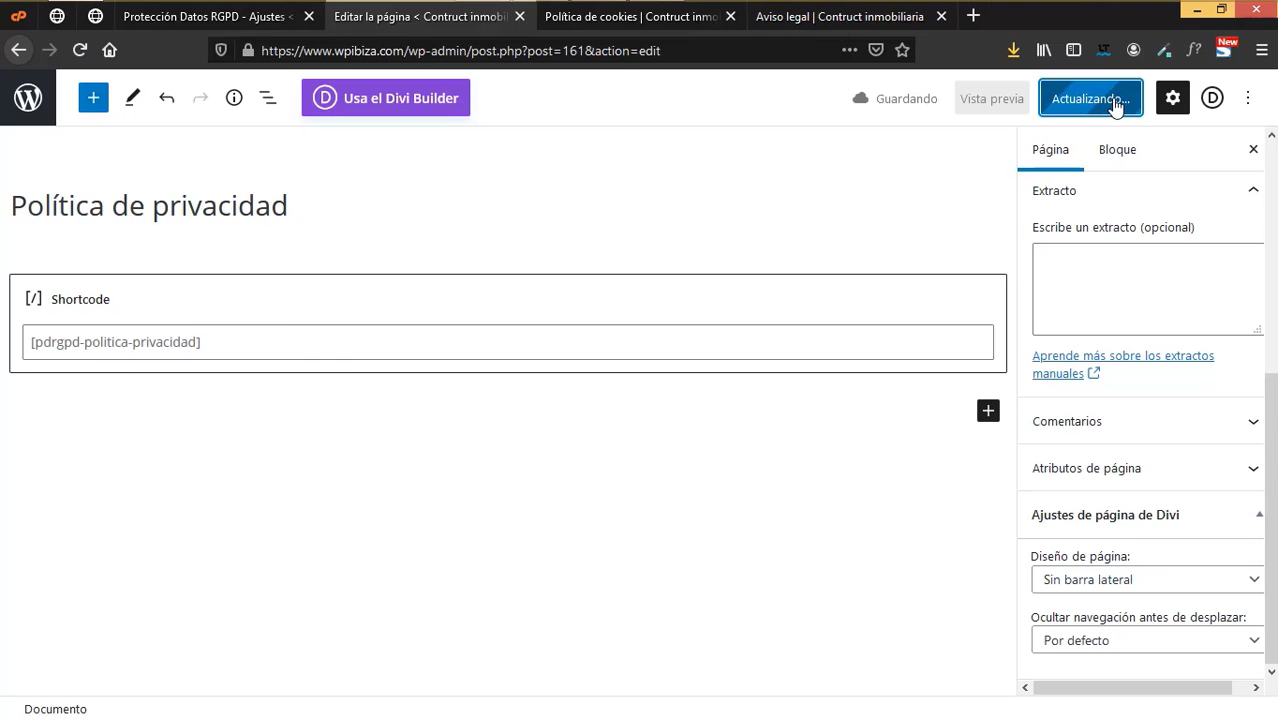 Protección Datos RGPD - Ajustes <
Editar la página < Contruct inmobil
Política de cookies | Contruct inmo
Aviso legal | Contruct inmobiliaria
https://www.wpibiza.com/wp-admin/post.php?post=161&action=edit
New
Usa el Divi Builder
Guardando
Vista previa
Actualizando...
Página
Bloque
Extracto
Escribe un extracto (opcional)
Aprende más sobre los extractos
manuales
Comentarios
Atributos de página
Ajustes de página de Divi
Diseño de página:
Sin barra lateral
Ocultar navegación antes de desplazar:
Por defecto
Política de privacidad
[/] Shortcode
[pdrgpd-politica-privacidad]
Documento